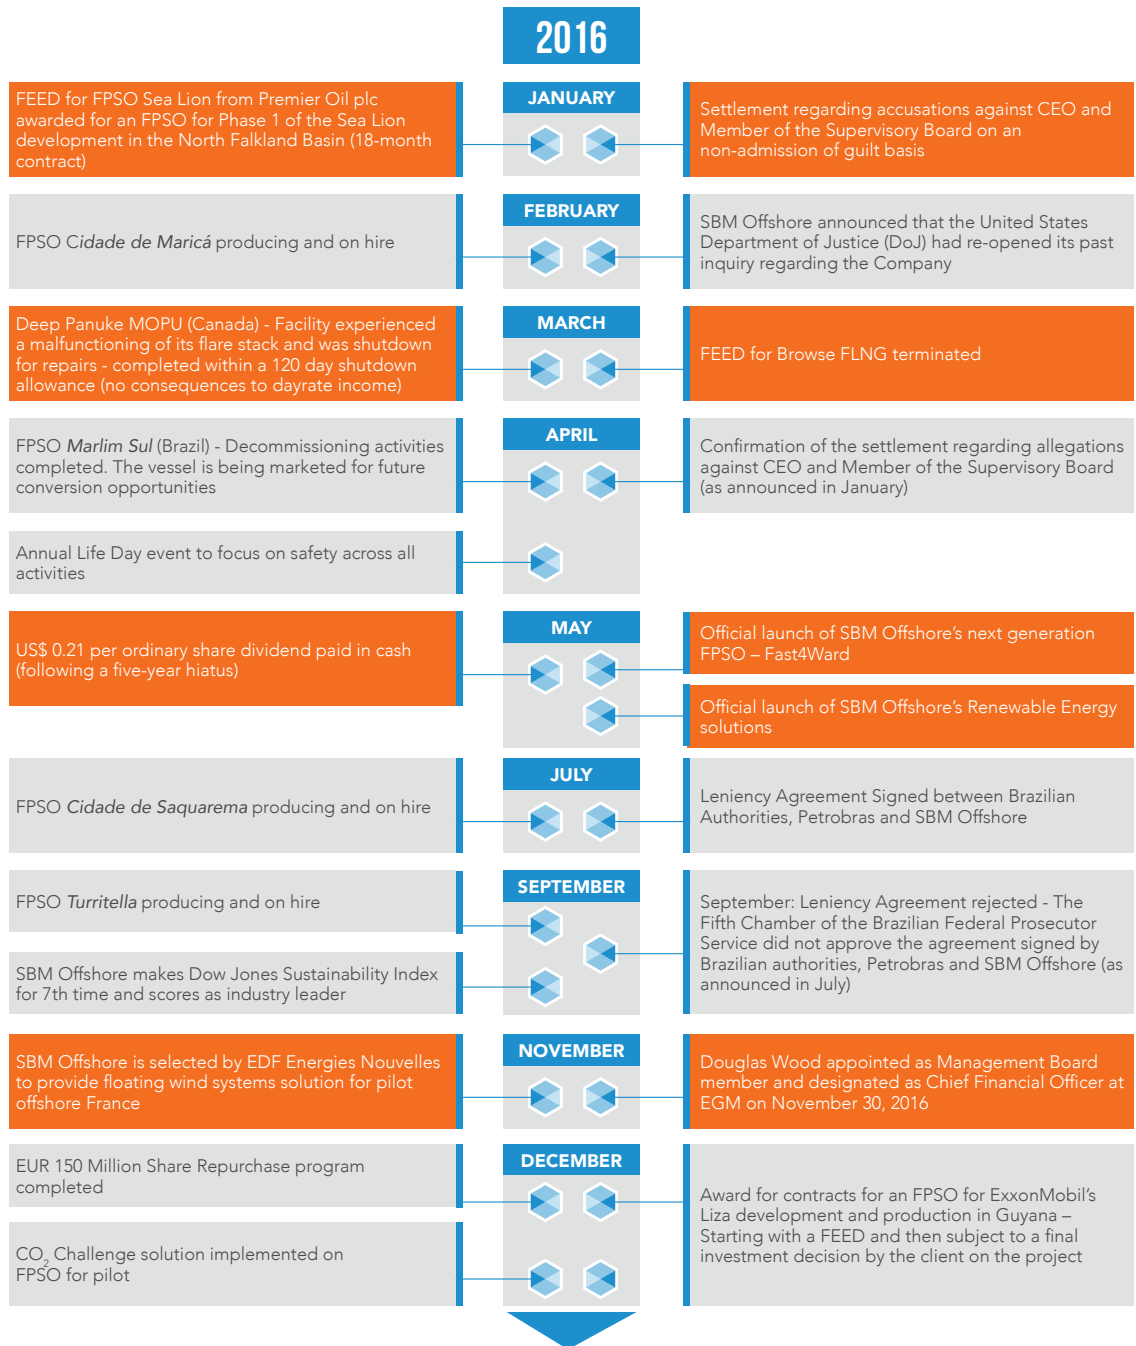 2016
JANUARY
FEED for FPSO Sea Lion from Premier Oil plc
awarded for an FPSO for Phase 1 of the Sea Lion
development in the North Falkland Basin (18-month
contract)
Settlement regarding accusations against CEO and
Member of the Supervisory Board on an
non-admission of guilt basis
FEBRUARY
FPSO Cidade de Maricá producing and on hire
SBM Offshore announced that the United States
Department of Justice (DoJ) had re-opened its past
inquiry regarding the Company
MARCH
Deep Panuke MOPU (Canada) - Facility experienced
a malfunctioning of its flare stack and was shutdown
for repairs - completed within a 120 day shutdown
allowance (no consequences to dayrate income)
FEED for Browse FLNG terminated
APRIL
FPSO Marlim Sul (Brazil) - Decommissioning activities
completed. The vessel is being marketed for future
conversion opportunities
Confirmation of the settlement regarding allegations
against CEO and Member of the Supervisory Board
(as announced in January)
Annual Life Day event to focus on safety across all
activities
MAY
US$ 0.21 per ordinary share dividend paid in cash
(following a five-year hiatus)
Official launch of SBM Offshore's next generation
FPSO – Fast4Ward
Official launch of SBM Offshore's Renewable Energy
solutions
JULY
FPSO Cidade de Saquarema producing and on hire
Leniency Agreement Signed between Brazilian
Authorities, Petrobras and SBM Offshore
SEPTEMBER
FPSO Turritella producing and on hire
SBM Offshore makes Dow Jones Sustainability Index
for 7th time and scores as industry leader
September: Leniency Agreement rejected - The
Fifth Chamber of the Brazilian Federal Prosecutor
Service did not approve the agreement signed by
Brazilian authorities, Petrobras and SBM Offshore (as
announced in July)
NOVEMBER
SBM Offshore is selected by EDF Energies Nouvelles
to provide floating wind systems solution for pilot
offshore France
Douglas Wood appointed as Management Board
member and designated as Chief Financial Officer at
EGM on November 30, 2016
DECEMBER
EUR 150 Million Share Repurchase program
completed
CO₂ Challenge solution implemented on
FPSO for pilot
Award for contracts for an FPSO for ExxonMobil's
Liza development and production in Guyana –
Starting with a FEED and then subject to a final
investment decision by the client on the project